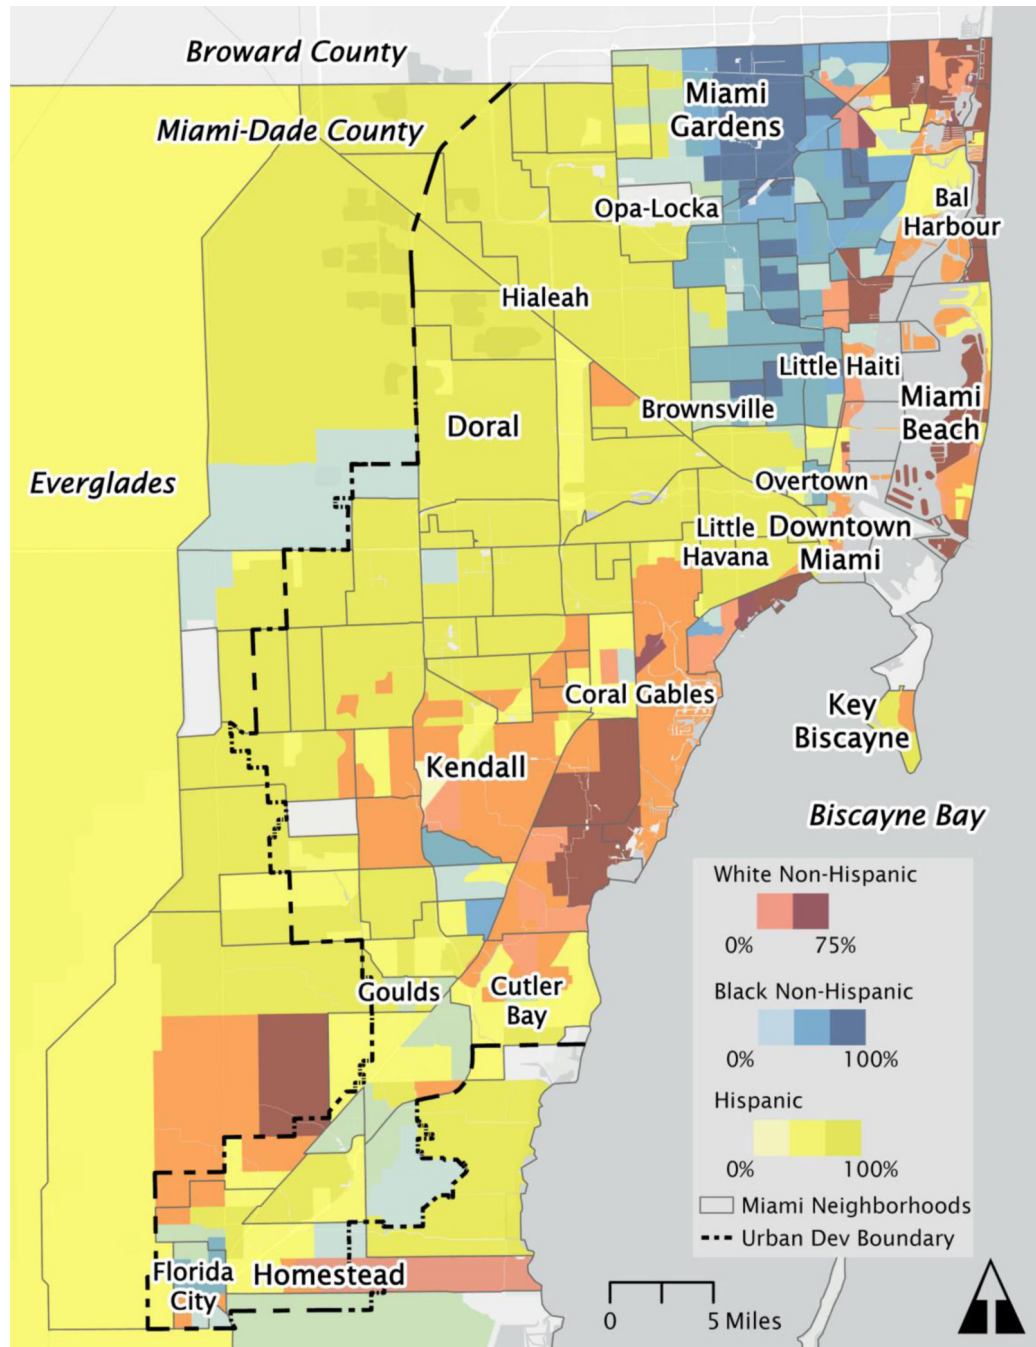 Broward County
Miami-Dade County
Miami
Gardens
Opa-Locka
Bal
Harbour
Hialeah
Little Haiti
Miami
Beach
Brownsville
Doral
Everglades
Overtown
Little
Havana
Downtown
Miami
Coral Gables
Key
Biscayne
Kendall
Biscayne Bay
White Non-Hispanic
0% 75%
Black Non-Hispanic
0% 100%
Hispanic
0% 100%
Miami Neighborhoods
Urban Dev Boundary
Goulds
Cutler
Bay
Florida
City
Homestead
0 5 Miles